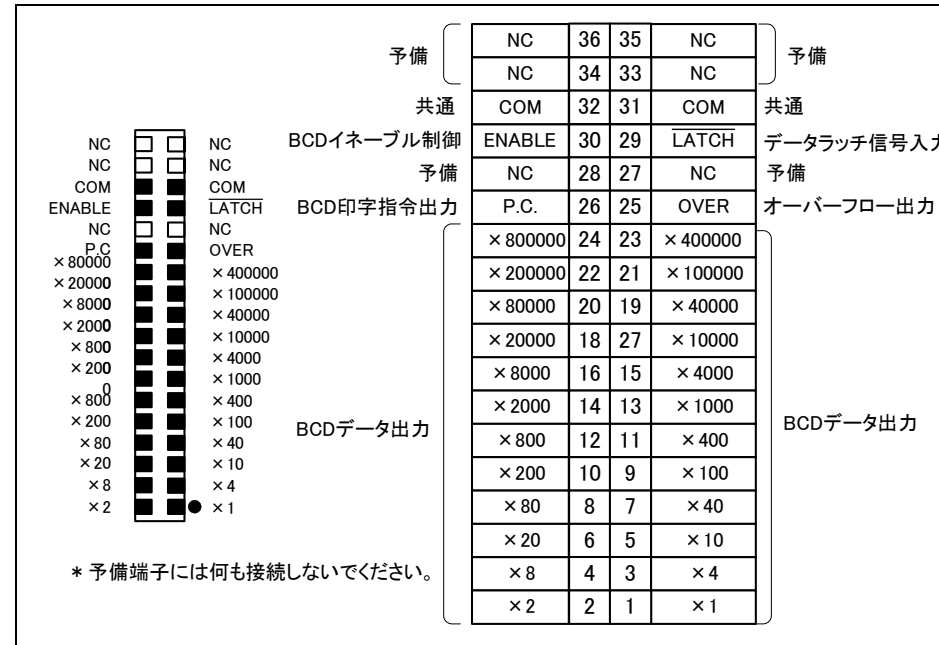 NC NC
NC NC
COM COM
ENABLE LATCH
NC NC
P.C OVER
×80000 ×400000
×20000 ×100000
×8000 ×40000
×2000 ×10000
×800 ×4000
×200 ×1000
0
×800 ×400
×200 ×100
×80 ×40
×20 ×10
×8 ×4
×2 ×1
*予備端子には何も接続しないでください。
予備 NC 36 35 NC 予備
NC 34 33 NC
共通 COM 32 31 COM 共通
BCDイネーブル制御 ENABLE 30 29 LATCH データラッチ信号入力
予備 NC 28 27 NC 予備
BCD印字指令出力 P.C. 26 25 OVER オーバーフロー出力
×800000 24 23 ×400000
×200000 22 21 ×100000
×80000 20 19 ×40000
×20000 18 27 ×10000
×8000 16 15 ×4000
×2000 14 13 ×1000
BCDデータ出力 ×800 12 11 ×400 BCDデータ出力
×200 10 9 ×100
×80 8 7 ×40
×20 6 5 ×10
×8 4 3 ×4
×2 2 1 ×1